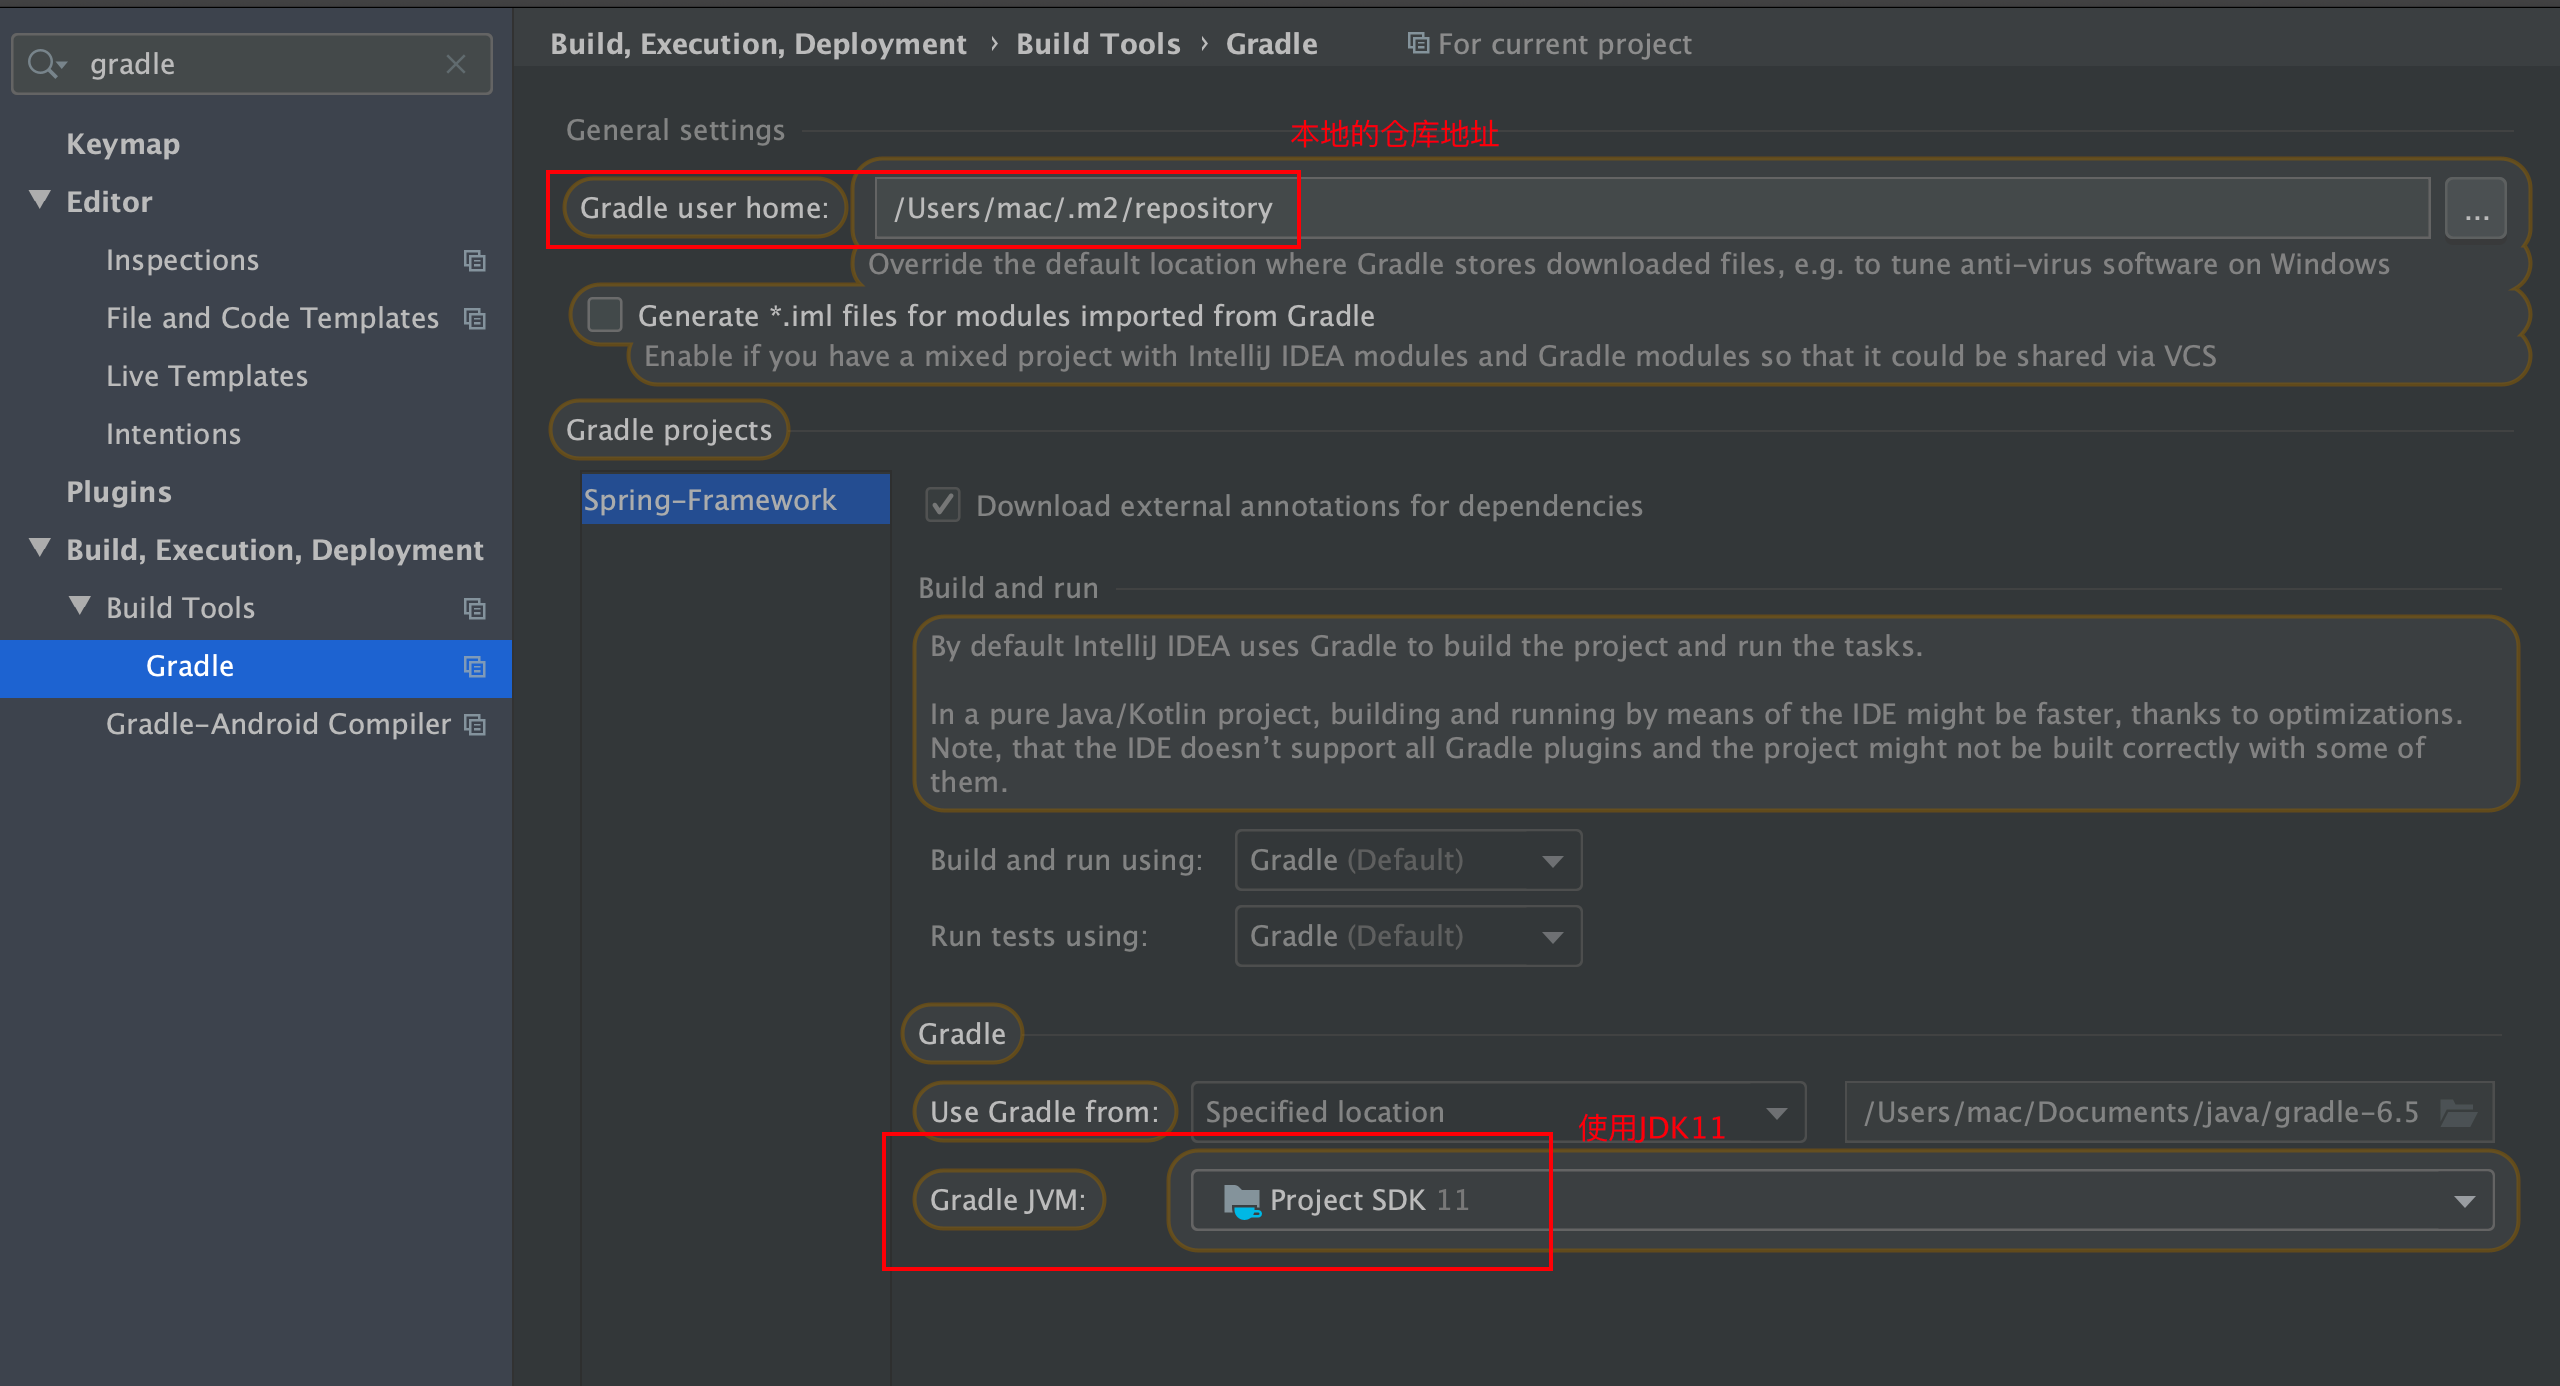 gradle
Keymap
Editor
Inspections
File and Code Templates
Live Templates
Intentions
Plugins
Build, Execution, Deployment
Build Tools
Gradle
Gradle-Android Compiler
Build, Execution, Deployment › Build Tools › Gradle For current project
General settings
本地的仓库地址
Gradle user home: /Users/mac/.m2/repository ...
Override the default location where Gradle stores downloaded files, e.g. to tune anti-virus software on Windows
Generate *.iml files for modules imported from Gradle
Enable if you have a mixed project with IntelliJ IDEA modules and Gradle modules so that it could be shared via VCS
Gradle projects
Spring-Framework
Download external annotations for dependencies
Build and run
By default IntelliJ IDEA uses Gradle to build the project and run the tasks.
In a pure Java/Kotlin project, building and running by means of the IDE might be faster, thanks to optimizations.
Note, that the IDE doesn’t support all Gradle plugins and the project might not be built correctly with some of
them.
Build and run using: Gradle (Default)
Run tests using: Gradle (Default)
Gradle
Use Gradle from: Specified location /Users/mac/Documents/java/gradle-6.5
使用JDK11
Gradle JVM: Project SDK 11